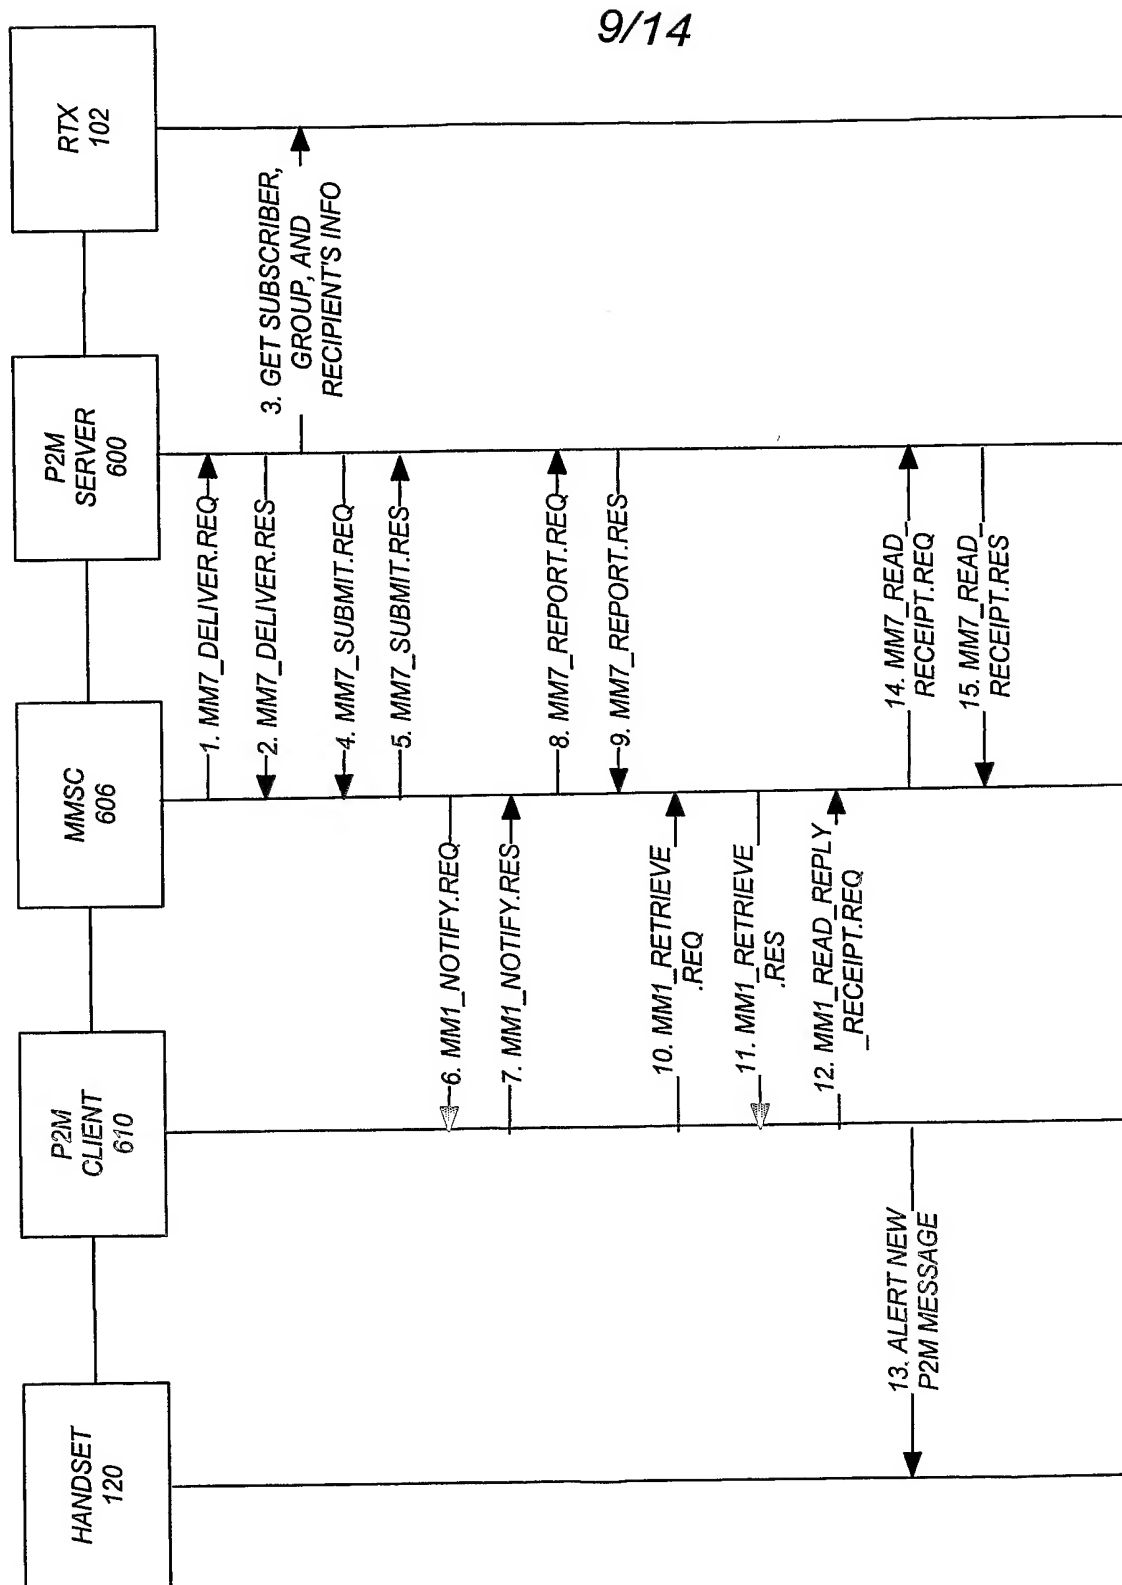 9/14
HANDSET
120
P2M
CLIENT
610
MMSC
606
P2M
SERVER
600
RTX
102
1. MM7_DELIVER.REQ
2. MM7_DELIVER.RES
3. GET SUBSCRIBER,
GROUP, AND
RECIPIENT'S INFO
4. MM7_SUBMIT.REQ
5. MM7_SUBMIT.RES
6. MM1_NOTIFY.REQ
7. MM1_NOTIFY.RES
8. MM7_REPORT.REQ
9. MM7_REPORT.RES
10. MM1_RETRIEVE
.REQ
11. MM1_RETRIEVE
.RES
12. MM1_READ_REPLY
_RECEIPT.REQ
13. ALERT NEW
P2M MESSAGE
14. MM7_READ_
RECEIPT.REQ
15. MM7_READ_
RECEIPT.RES